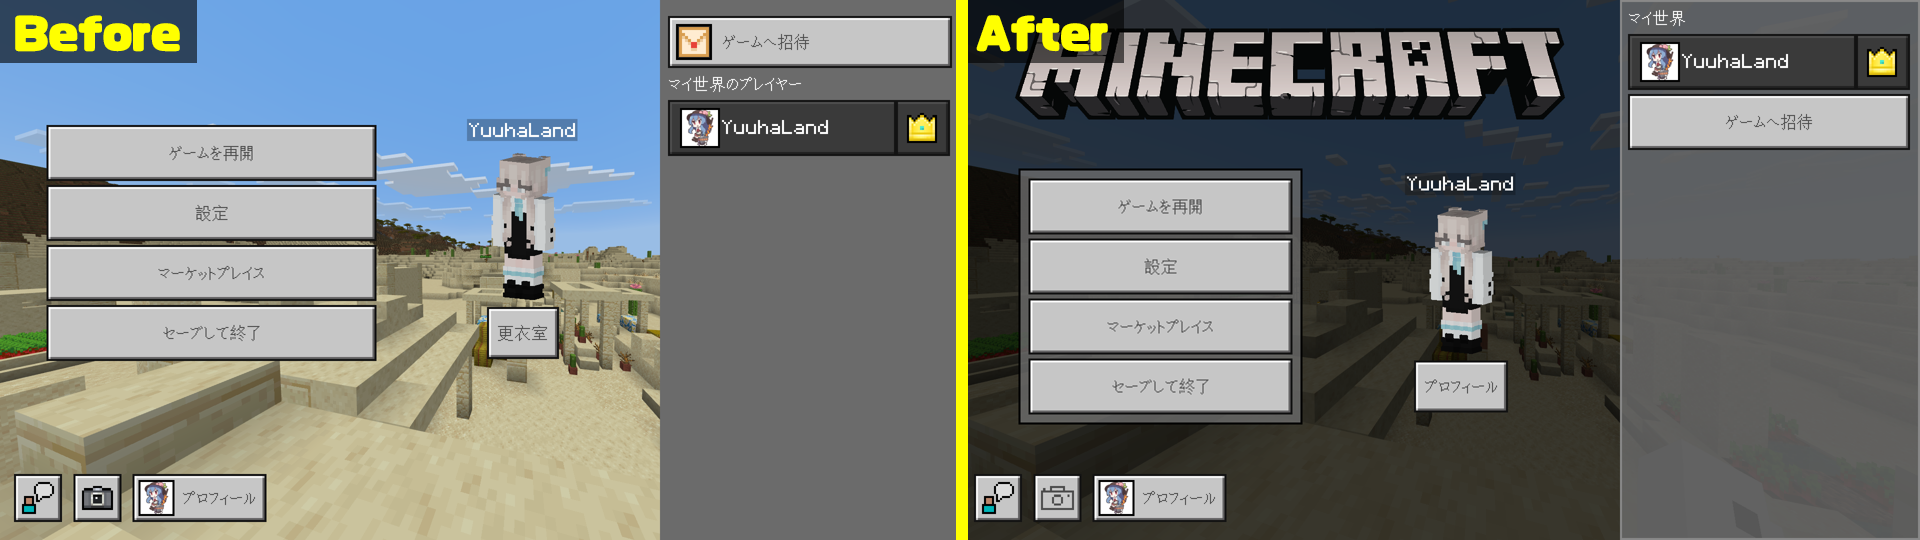 Before
ゲームを再開
設定
マーケットプレイス
セーブして終了
YuuhaLand
更衣室
プロフィール
ゲームへ招待
マイ世界のプレイヤー
YuuhaLand
After
MINECRAFT
ゲームを再開
設定
マーケットプレイス
セーブして終了
YuuhaLand
プロフィール
プロフィール
マイ世界
YuuhaLand
ゲームへ招待